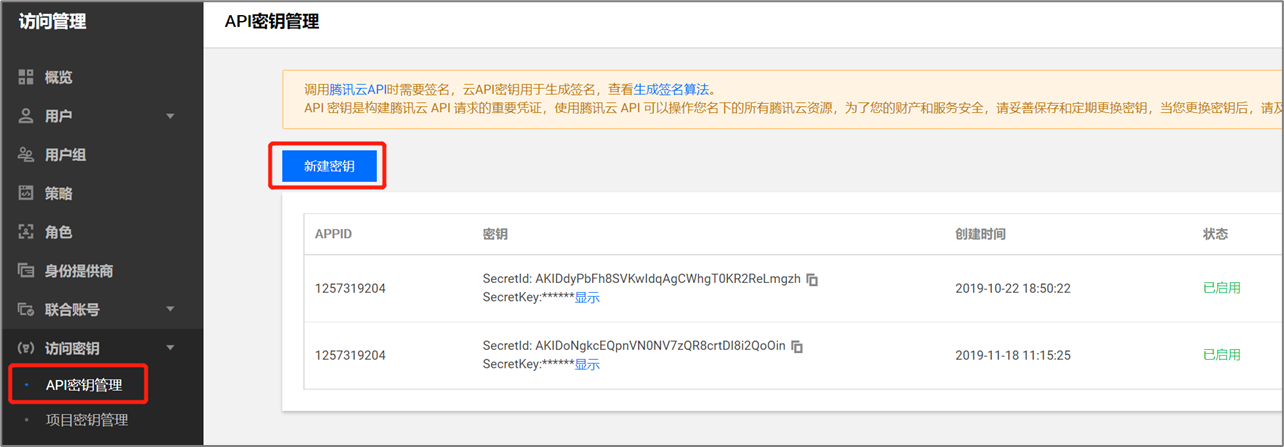 访问管理
API密钥管理
概览
用户
用户组
策略
角色
身份提供商
联合账号
访问密钥
API密钥管理
项目密钥管理
调用腾讯云API时需要签名，云API密钥用于生成签名，查看生成签名算法。
API 密钥是构建腾讯云 API 请求的重要凭证，使用腾讯云 API 可以操作您名下的所有腾讯云资源，为了您的财产和服务安全，请妥善保存和定期更换密钥，当您更换密钥后，请及
新建密钥
APPID 密钥 创建时间 状态
SecretId: AKIDdyPbFh8SVKwIdqAgCWhgT0KR2ReLmgzh
1257319204 2019-10-22 18:50:22 已启用
SecretKey:******显示
SecretId: AKIDoNgkcEQpnVN0NV7zQR8crtDI8i2QoOin
1257319204 2019-11-18 11:15:25 已启用
SecretKey:******显示